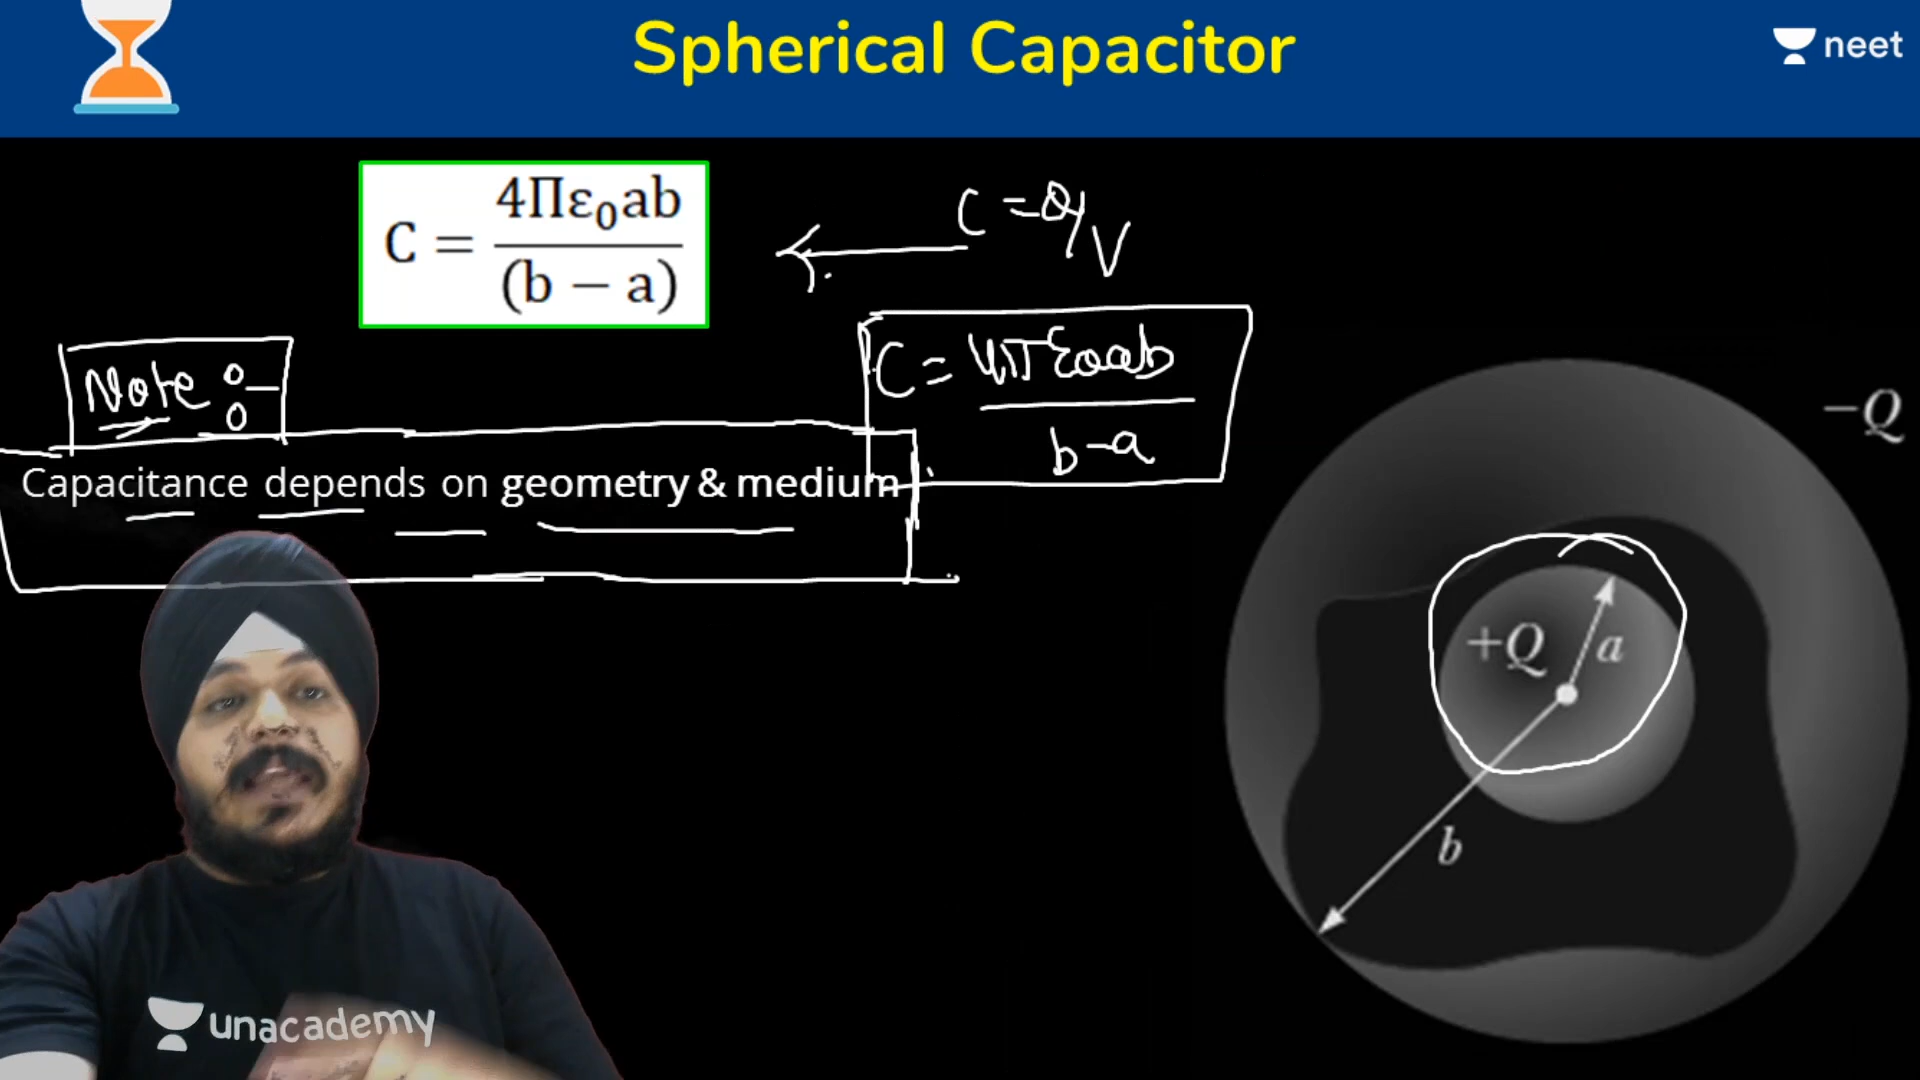 Spherical Capacitor
neet
C = 4Πε₀ab / (b − a)
C = Q/V
C = 4πε₀ab / b-a
Note :-
Capacitance depends on geometry & medium
−Q
+Q
a
b
unacademy